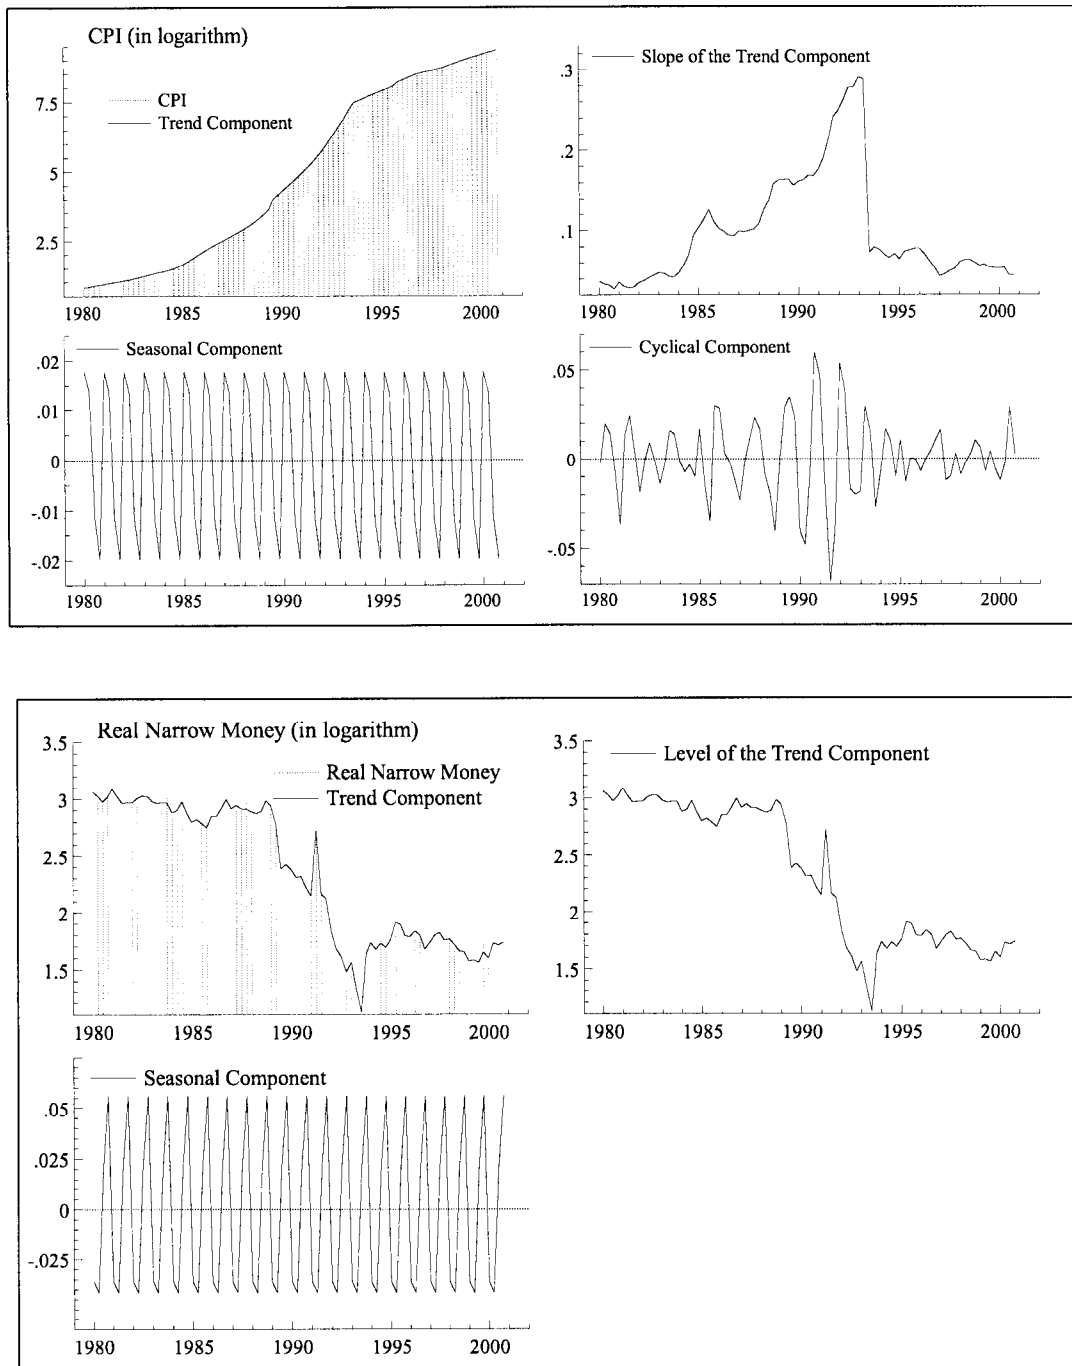 CPI (in logarithm)
CPI
Trend Component
7.5
5
2.5
1980 1985 1990 1995 2000
Slope of the Trend Component
.3
.2
.1
1980 1985 1990 1995 2000
Seasonal Component
.02
.01
0
-.01
-.02
1980 1985 1990 1995 2000
Cyclical Component
.05
0
-.05
1980 1985 1990 1995 2000
Real Narrow Money (in logarithm)
3.5
Real Narrow Money
Trend Component
3
2.5
2
1.5
1980 1985 1990 1995 2000
3.5
Level of the Trend Component
3
2.5
2
1.5
1980 1985 1990 1995 2000
Seasonal Component
.05
.025
0
-.025
1980 1985 1990 1995 2000